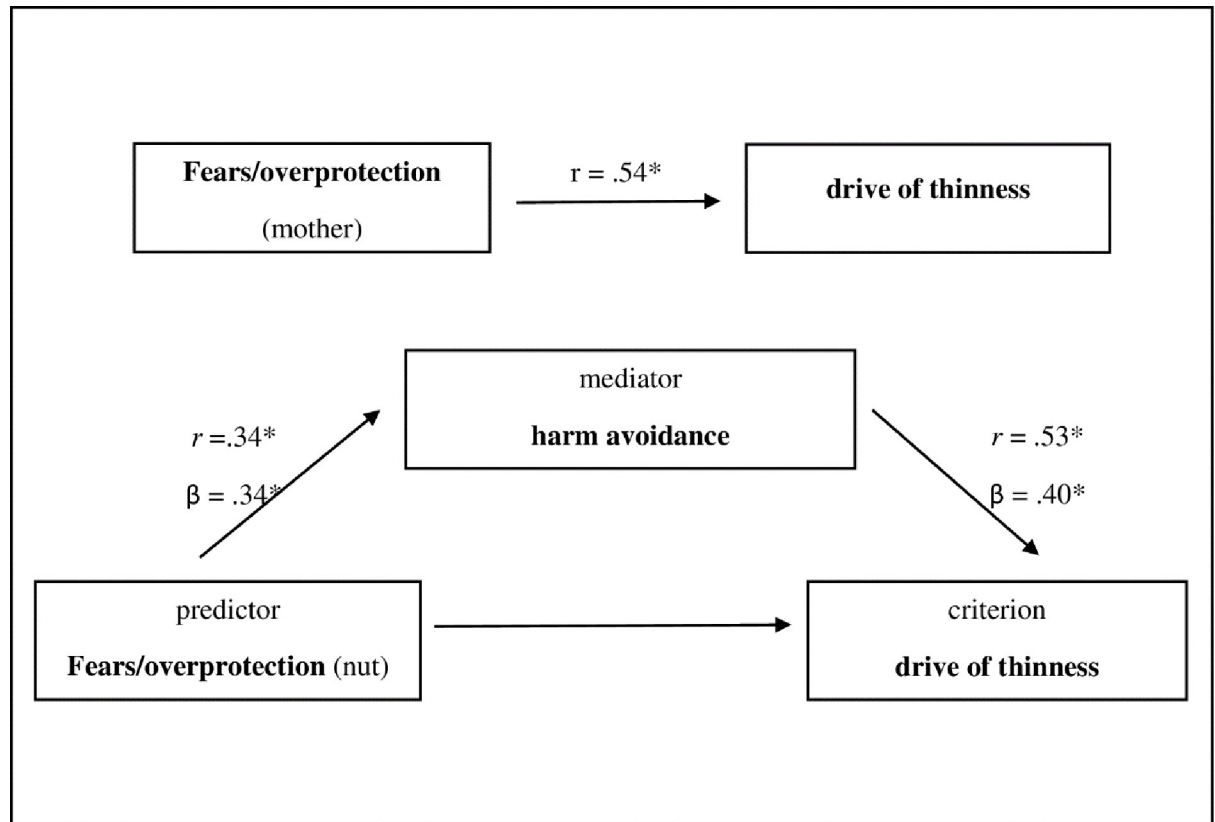 Fears/overprotection
(mother)
r = .54*
drive of thinness
mediator
harm avoidance
r =.34*
β = .34*
r = .53*
β = .40*
predictor
Fears/overprotection (nut)
criterion
drive of thinness